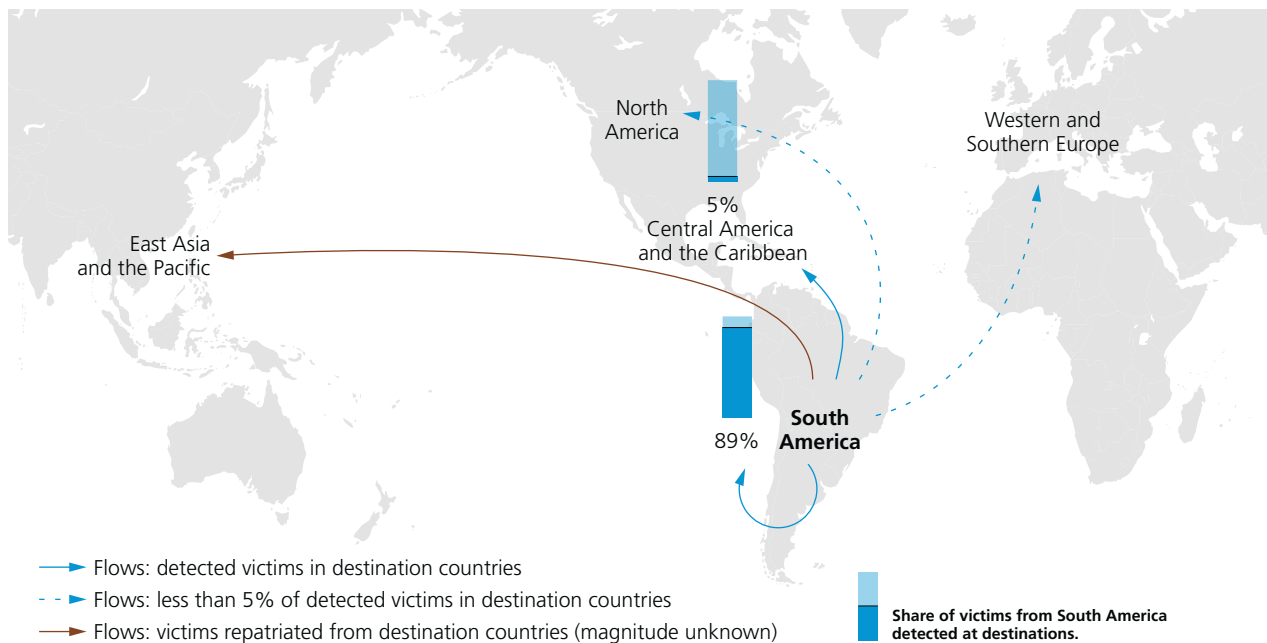 North
America
Western and
Southern Europe
5%
Central America
and the Caribbean
East Asia
and the Pacific
South
America
89%
Flows: detected victims in destination countries
Flows: less than 5% of detected victims in destination countries
Flows: victims repatriated from destination countries (magnitude unknown)
Share of victims from South America
detected at destinations.